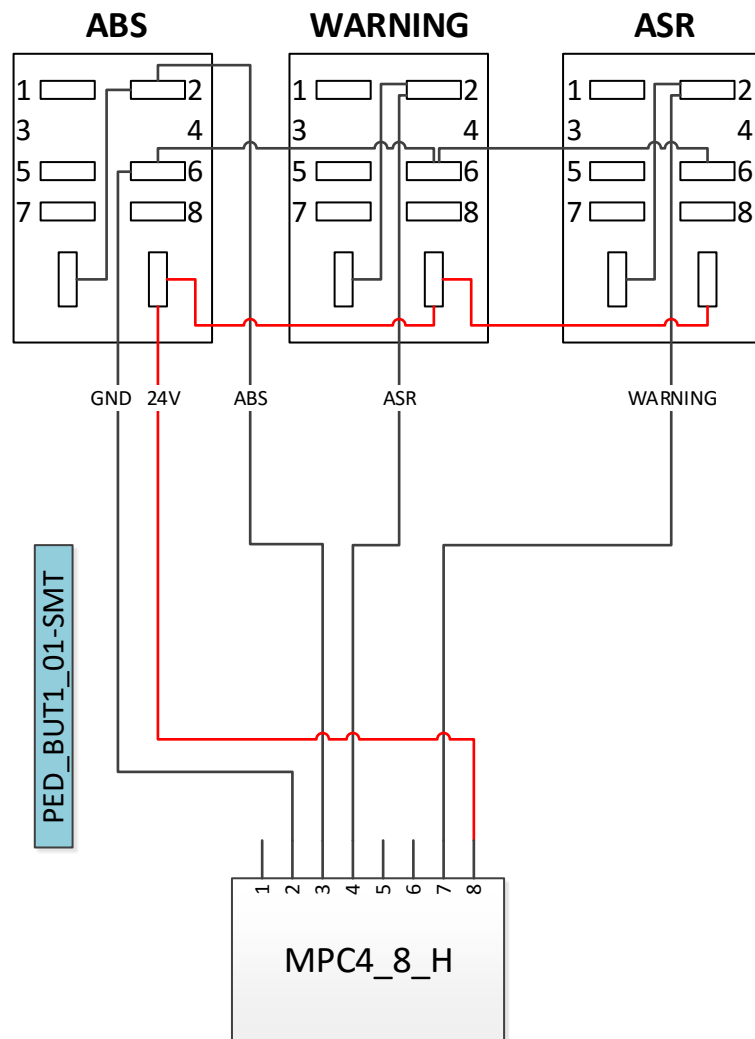 ABS WARNING ASR
1 2 1 2 1 2
3 4 3 4 3 4
5 6 5 6 5 6
7 8 7 8 7 8
GND 24V ABS ASR WARNING
PED_BUT1_01-SMT
1 2 3 4 5 6 7 8
MPC4_8_H